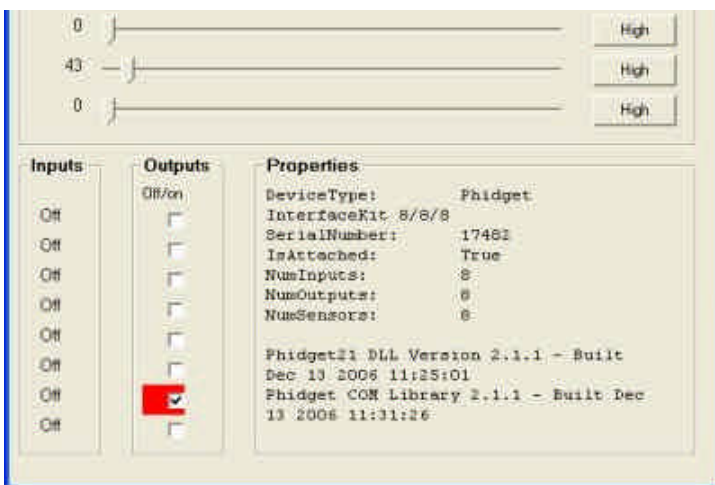 0 High
43 High
0 High
Inputs Outputs Properties
Off/on
DeviceType: Phidget
InterfaceKit 8/8/8
SerialNumber: 17482
IsAttached: True
NumInputs: 8
NumOutputs: 8
NumSensors: 8
Phidget21 DLL Version 2.1.1 - Built
Dec 13 2006 11:25:01
Phidget COM Library 2.1.1 - Built Dec
13 2006 11:31:26
Off
Off
Off
Off
Off
Off
Off
Off